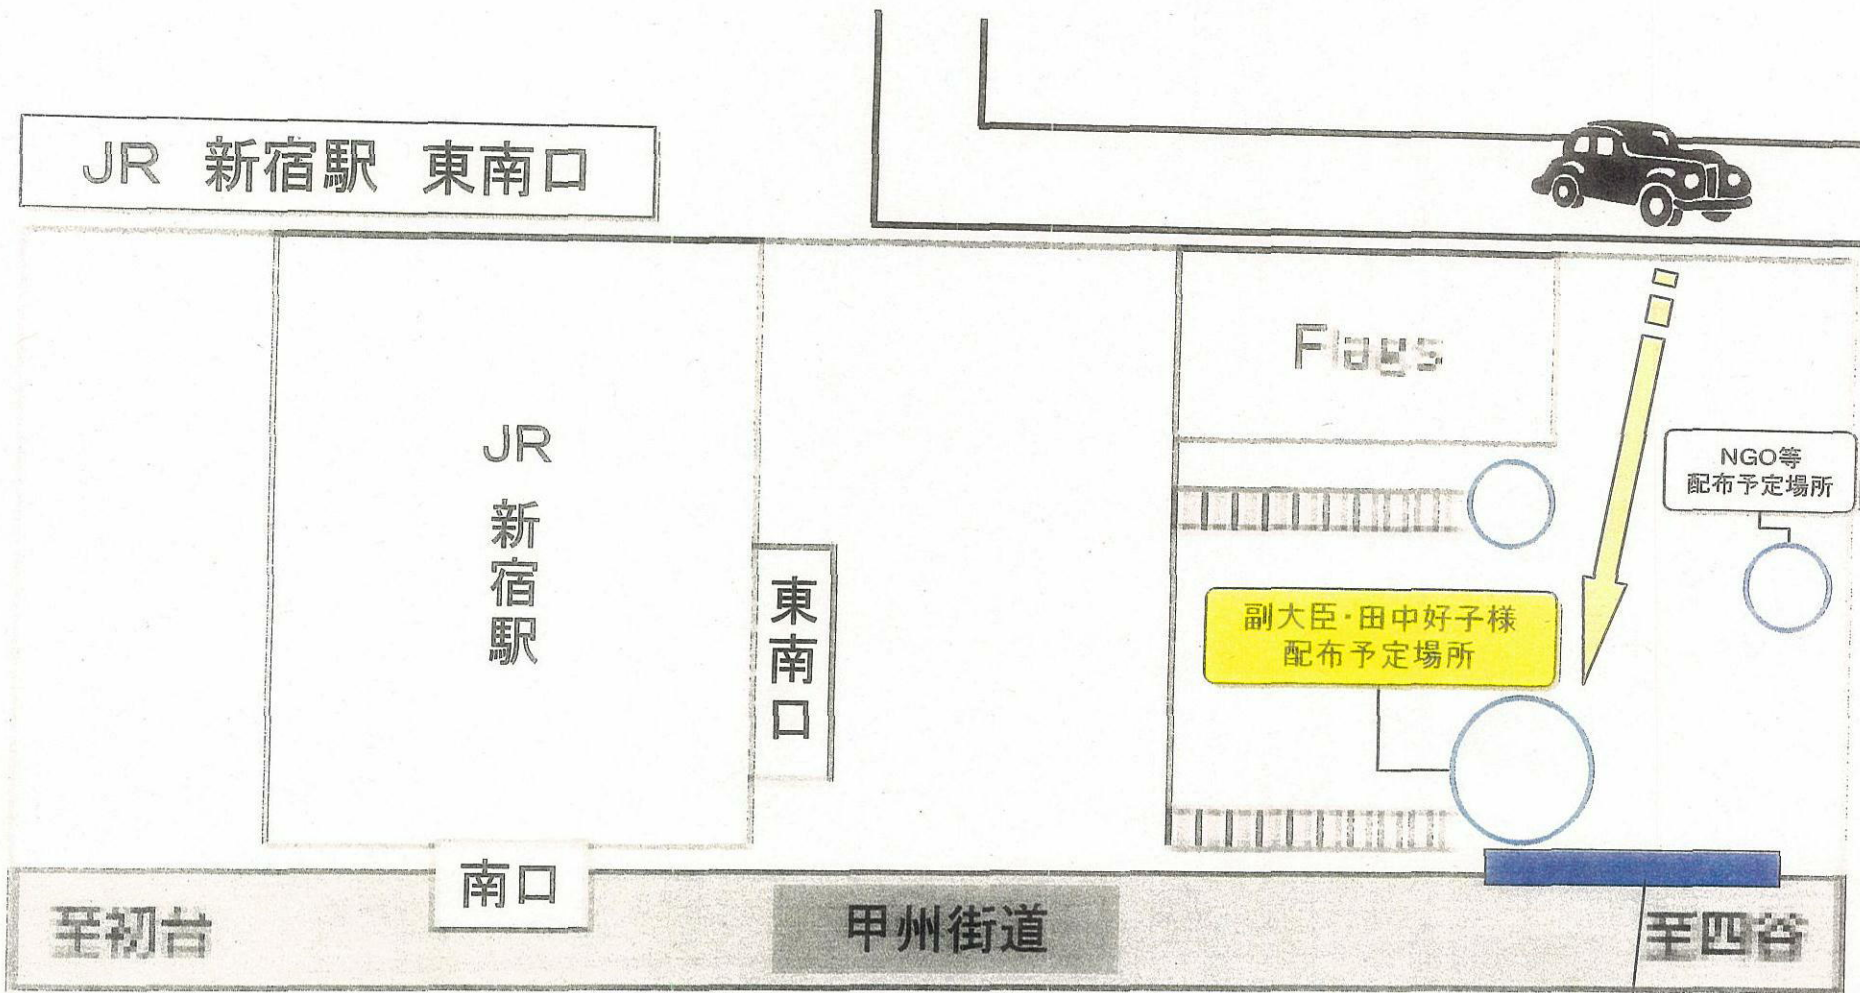 JR 新宿駅 東南口
Flags
JR
新宿駅
NGO等
配布予定場所
東南口
副大臣・田中好子様
配布予定場所
南口
至初台
甲州街道
至四谷